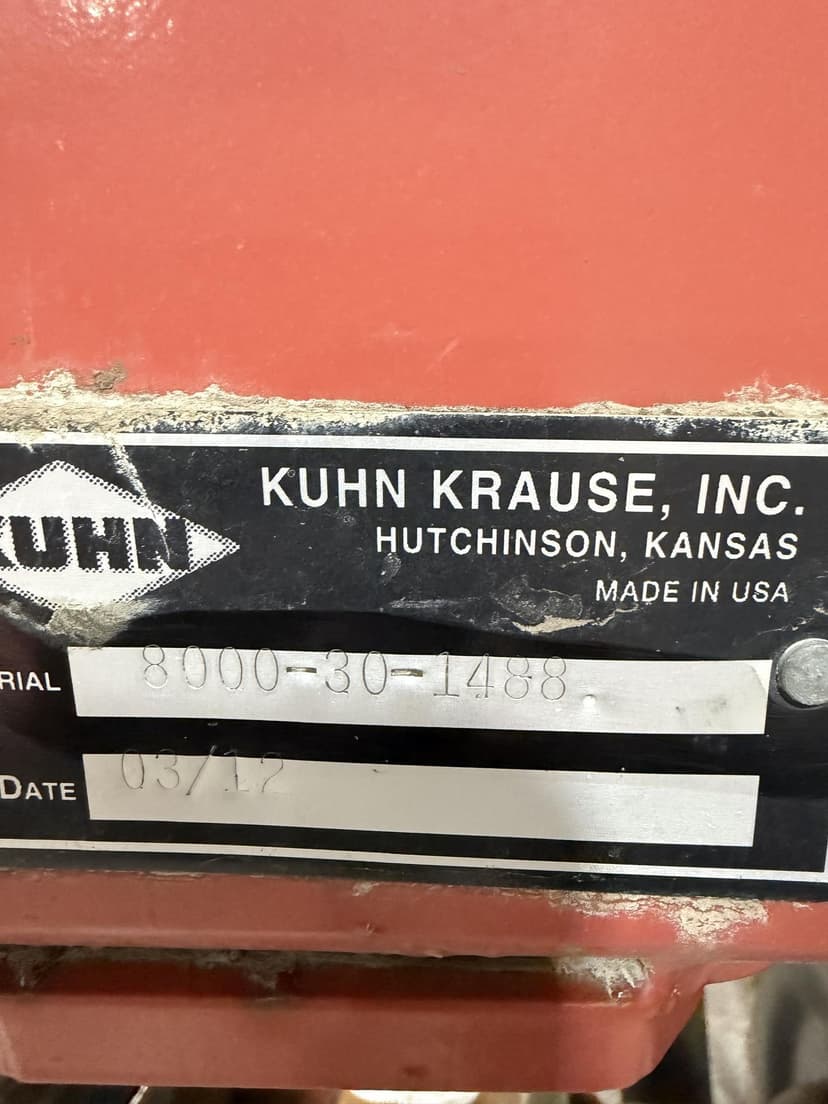 KUHN
KUHN KRAUSE, INC.
HUTCHINSON, KANSAS
MADE IN USA
RIAL 8000-30-1488
DATE 03/12